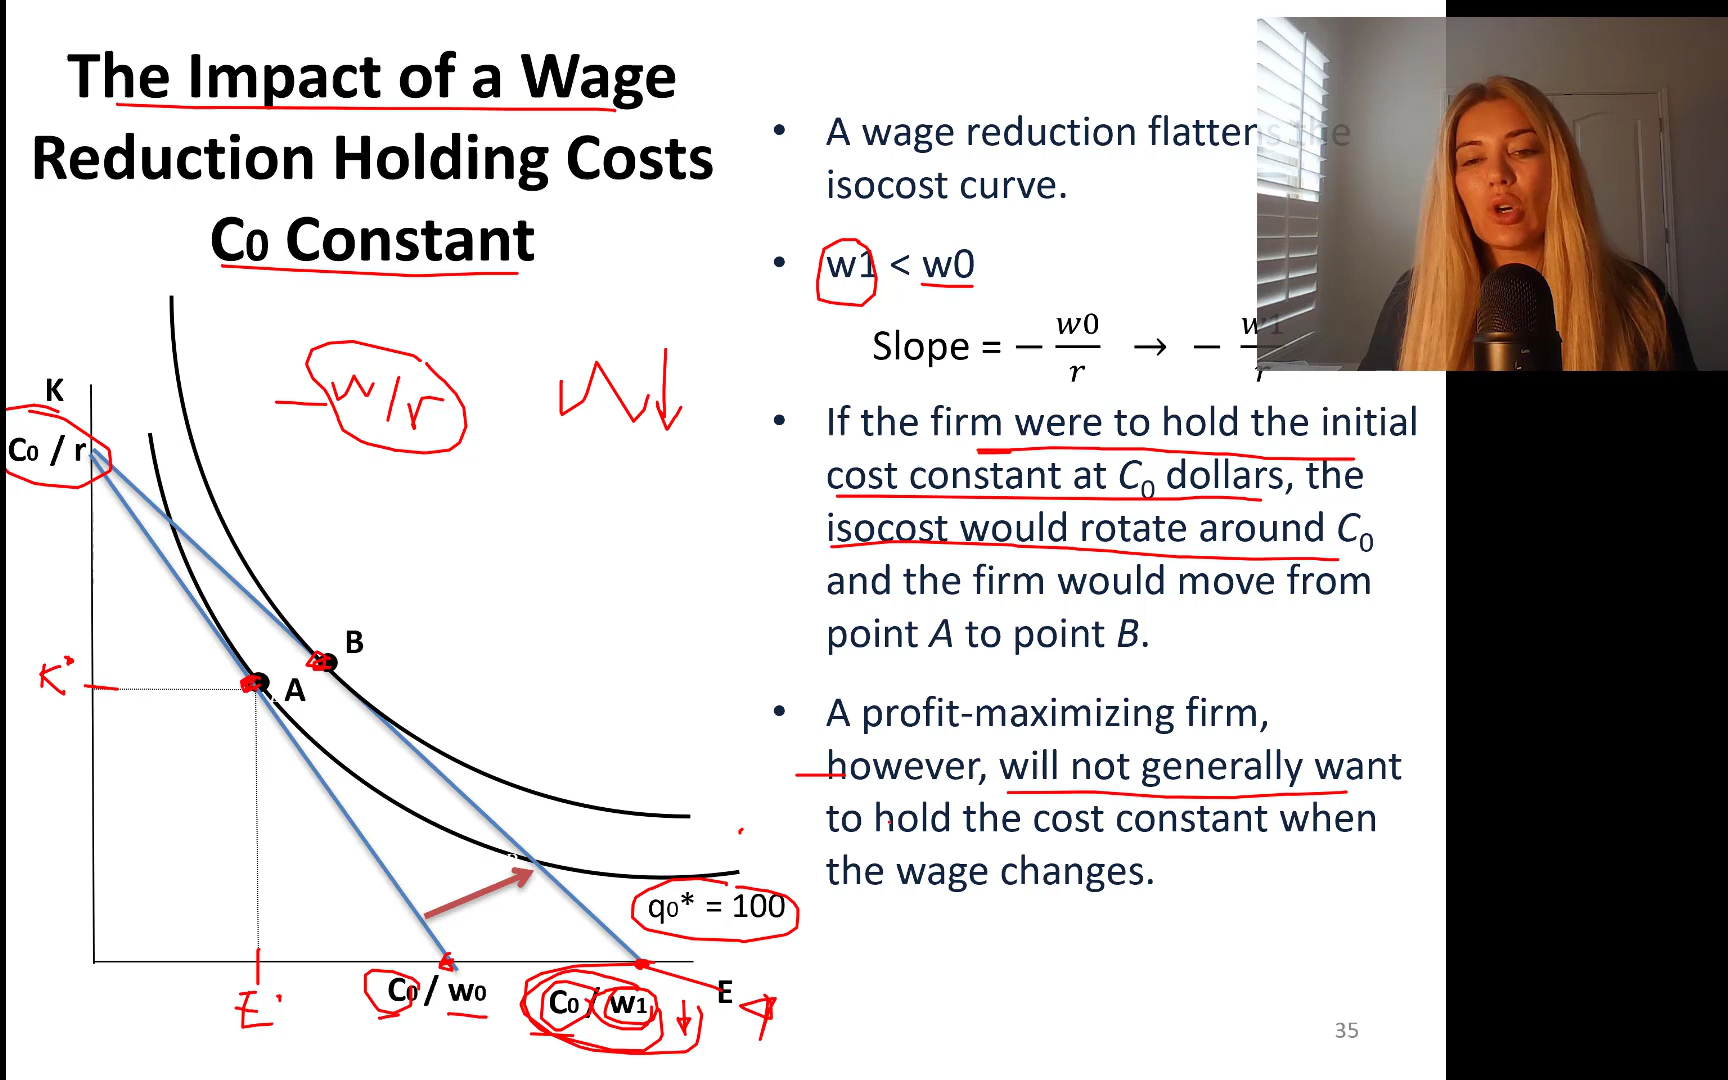 The Impact of a Wage
Reduction Holding Costs
C0 Constant
• A wage reduction flattens the
isocost curve.
• w1 < w0
Slope = − w0/r → − w1/r
• If the firm were to hold the initial
cost constant at C0 dollars, the
isocost would rotate around C0
and the firm would move from
point A to point B.
• A profit-maximizing firm,
however, will not generally want
to hold the cost constant when
the wage changes.
K
C0 / r
−w/r
W↓
B
A
K*
q0* = 100
E*
C0 / w0
C0 / w1
E
35